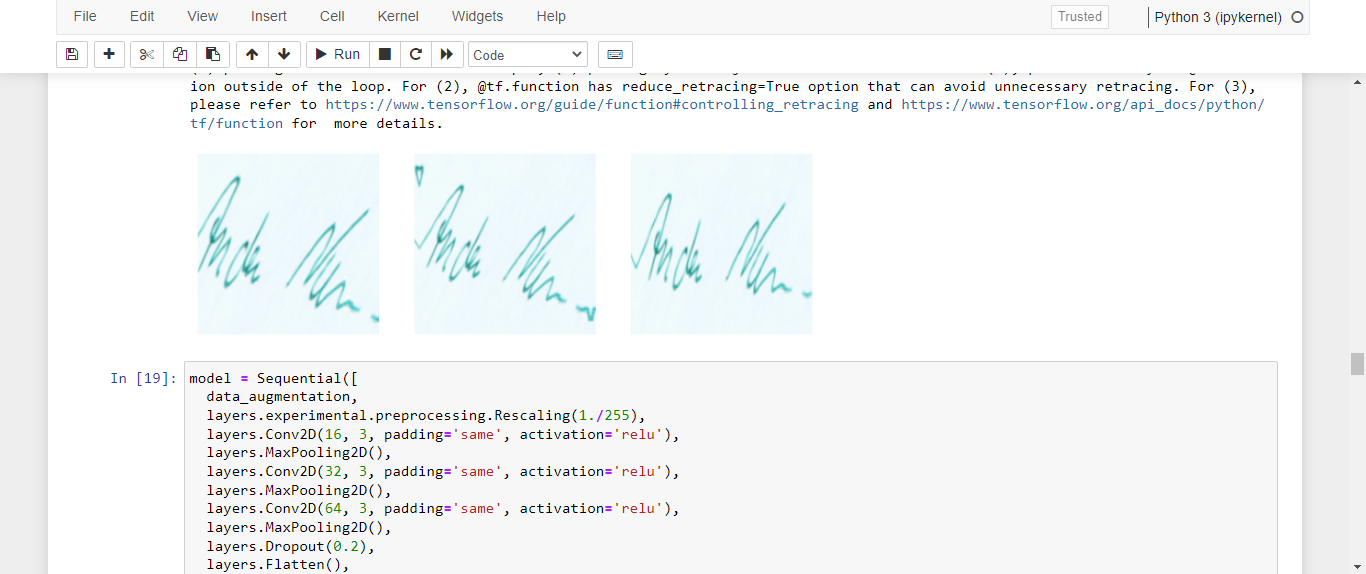 File Edit View Insert Cell Kernel Widgets Help Trusted Python 3 (ipykernel)
Run Code
ion outside of the loop. For (2), @tf.function has reduce_retracing=True option that can avoid unnecessary retracing. For (3),
please refer to https://www.tensorflow.org/guide/function#controlling_retracing and https://www.tensorflow.org/api_docs/python/
tf/function for  more details.
In [19]: model = Sequential([
  data_augmentation,
  layers.experimental.preprocessing.Rescaling(1./255),
  layers.Conv2D(16, 3, padding='same', activation='relu'),
  layers.MaxPooling2D(),
  layers.Conv2D(32, 3, padding='same', activation='relu'),
  layers.MaxPooling2D(),
  layers.Conv2D(64, 3, padding='same', activation='relu'),
  layers.MaxPooling2D(),
  layers.Dropout(0.2),
  layers.Flatten(),